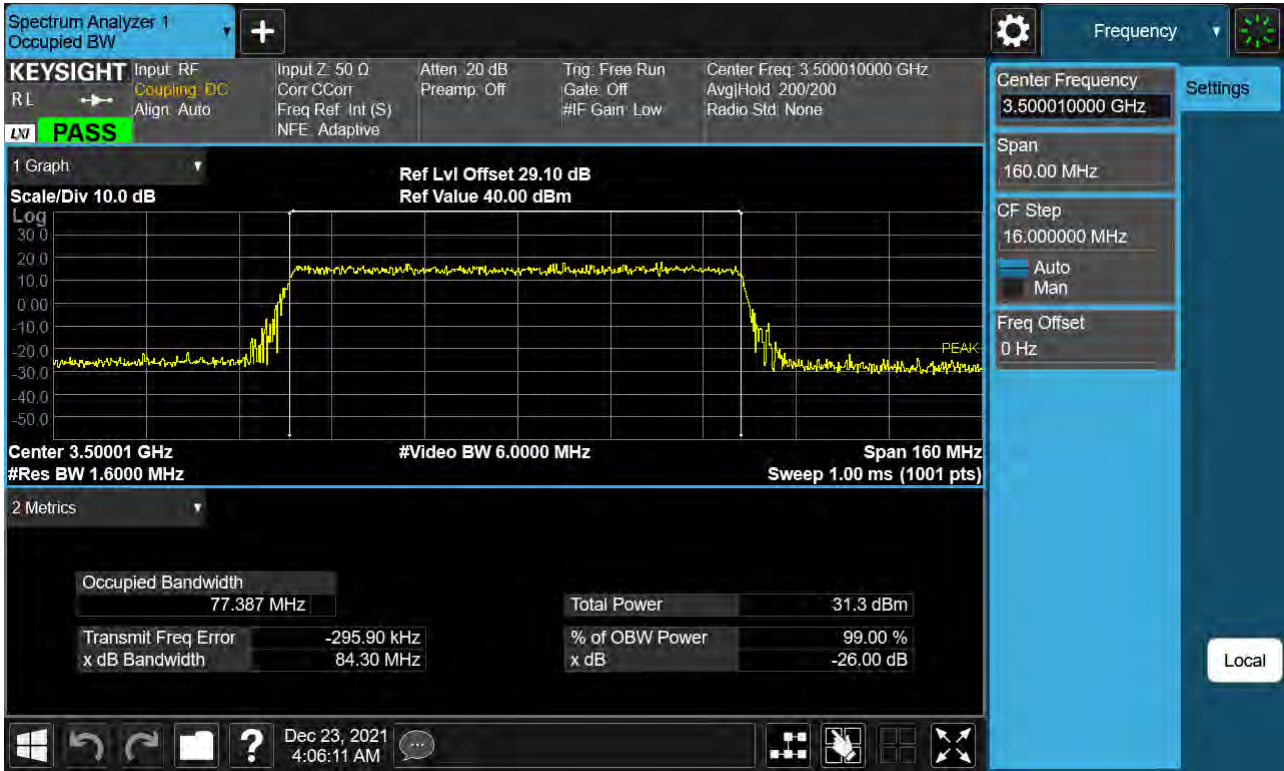 Spectrum Analyzer 1
Occupied BW
+
Frequency
KEYSIGHT
RL
LXI
PASS
Input: RF
Coupling: DC
Align: Auto
Input Z: 50 Ω
Corr CCorr
Freq Ref: Int (S)
NFE: Adaptive
Atten: 20 dB
Preamp: Off
Trig: Free Run
Gate: Off
#IF Gain: Low
Center Freq: 3.500010000 GHz
Avg|Hold: 200/200
Radio Std: None
Center Frequency
3.500010000 GHz
Settings
Span
160.00 MHz
CF Step
16.000000 MHz
Auto
Man
Freq Offset
0 Hz
1 Graph
Scale/Div 10.0 dB
Ref Lvl Offset 29.10 dB
Ref Value 40.00 dBm
Log
30.0
20.0
10.0
0.00
-10.0
-20.0
-30.0
-40.0
-50.0
PEAK
Center 3.50001 GHz
#Video BW 6.0000 MHz
Span 160 MHz
#Res BW 1.6000 MHz
Sweep 1.00 ms (1001 pts)
2 Metrics
Occupied Bandwidth
77.387 MHz
Total Power 31.3 dBm
Transmit Freq Error -295.90 kHz
% of OBW Power 99.00 %
x dB Bandwidth 84.30 MHz
x dB -26.00 dB
Local
?
Dec 23, 2021
4:06:11 AM